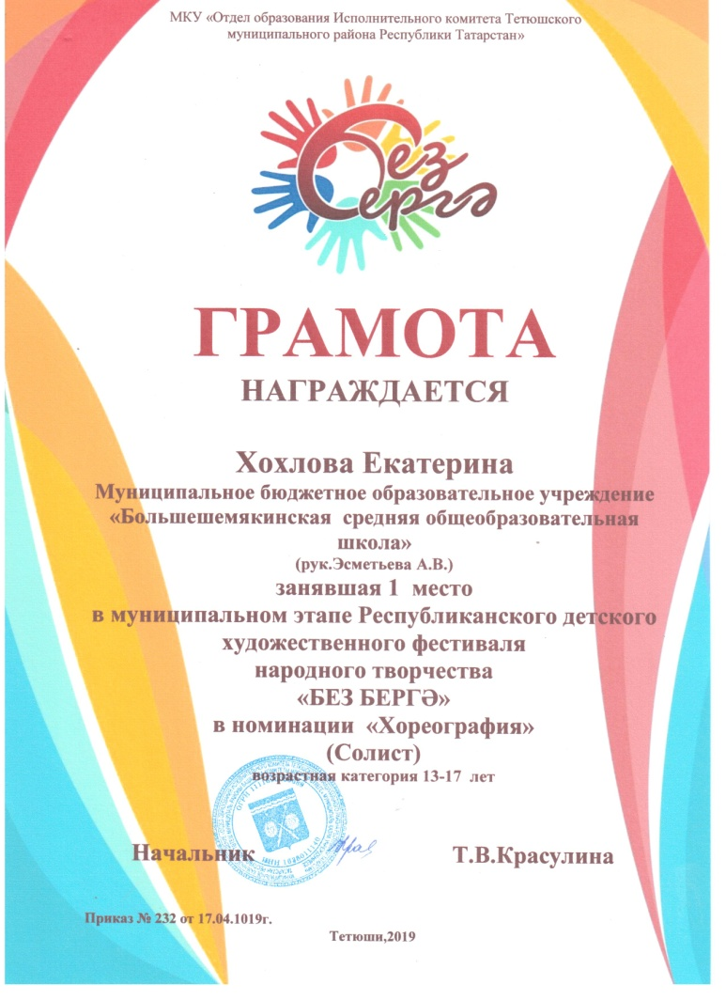 МКУ «Отдел образования Исполнительного комитета Тетюшского
муниципального района Республики Татарстан»
Без
Бергә
ГРАМОТА
НАГРАЖДАЕТСЯ
Хохлова Екатерина
Муниципальное бюджетное образовательное учреждение
«Большешемякинская средняя общеобразовательная
школа»
(рук.Эсметьева А.В.)
занявшая 1 место
в муниципальном этапе Республиканского детского
художественного фестиваля
народного творчества
«БЕЗ БЕРГӘ»
в номинации «Хореография»
(Солист)
возрастная категория 13-17 лет
Начальник
Т.В.Красулина
Приказ № 232 от 17.04.1019г.
Тетюши,2019